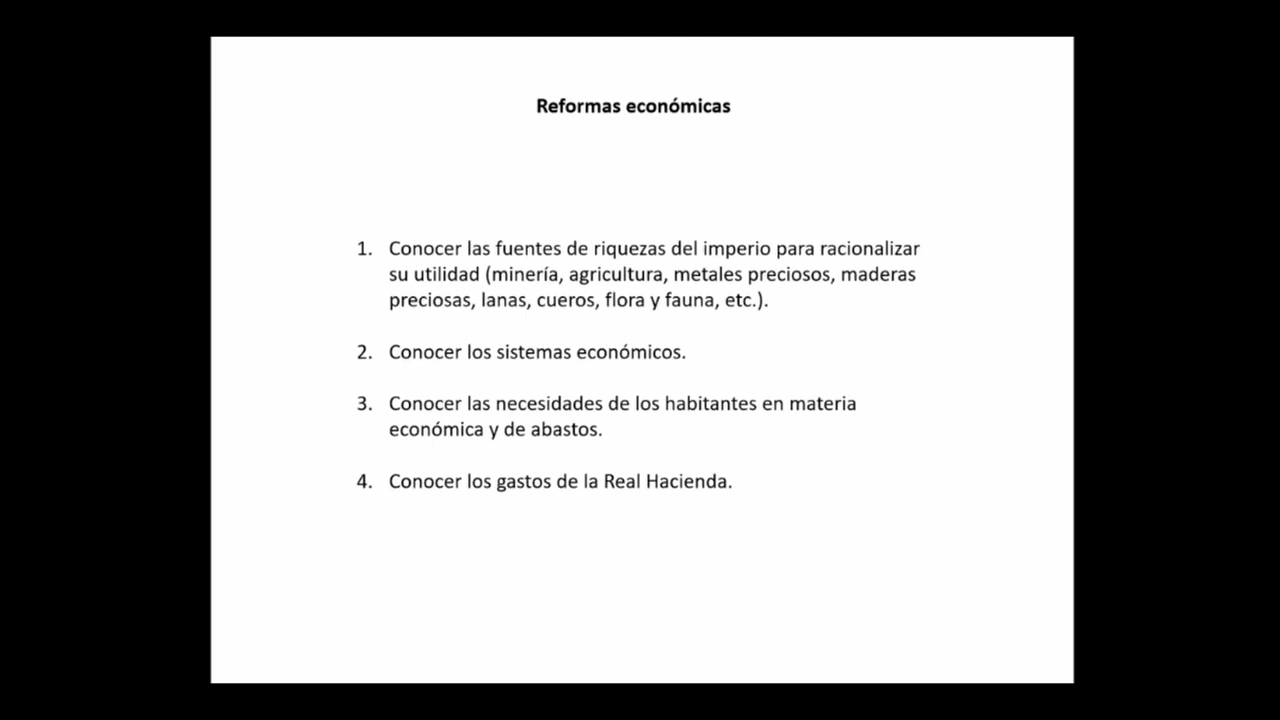 Reformas económicas
1. Conocer las fuentes de riquezas del imperio para racionalizar
su utilidad (minería, agricultura, metales preciosos, maderas
preciosas, lanas, cueros, flora y fauna, etc.).
2. Conocer los sistemas económicos.
3. Conocer las necesidades de los habitantes en materia
económica y de abastos.
4. Conocer los gastos de la Real Hacienda.